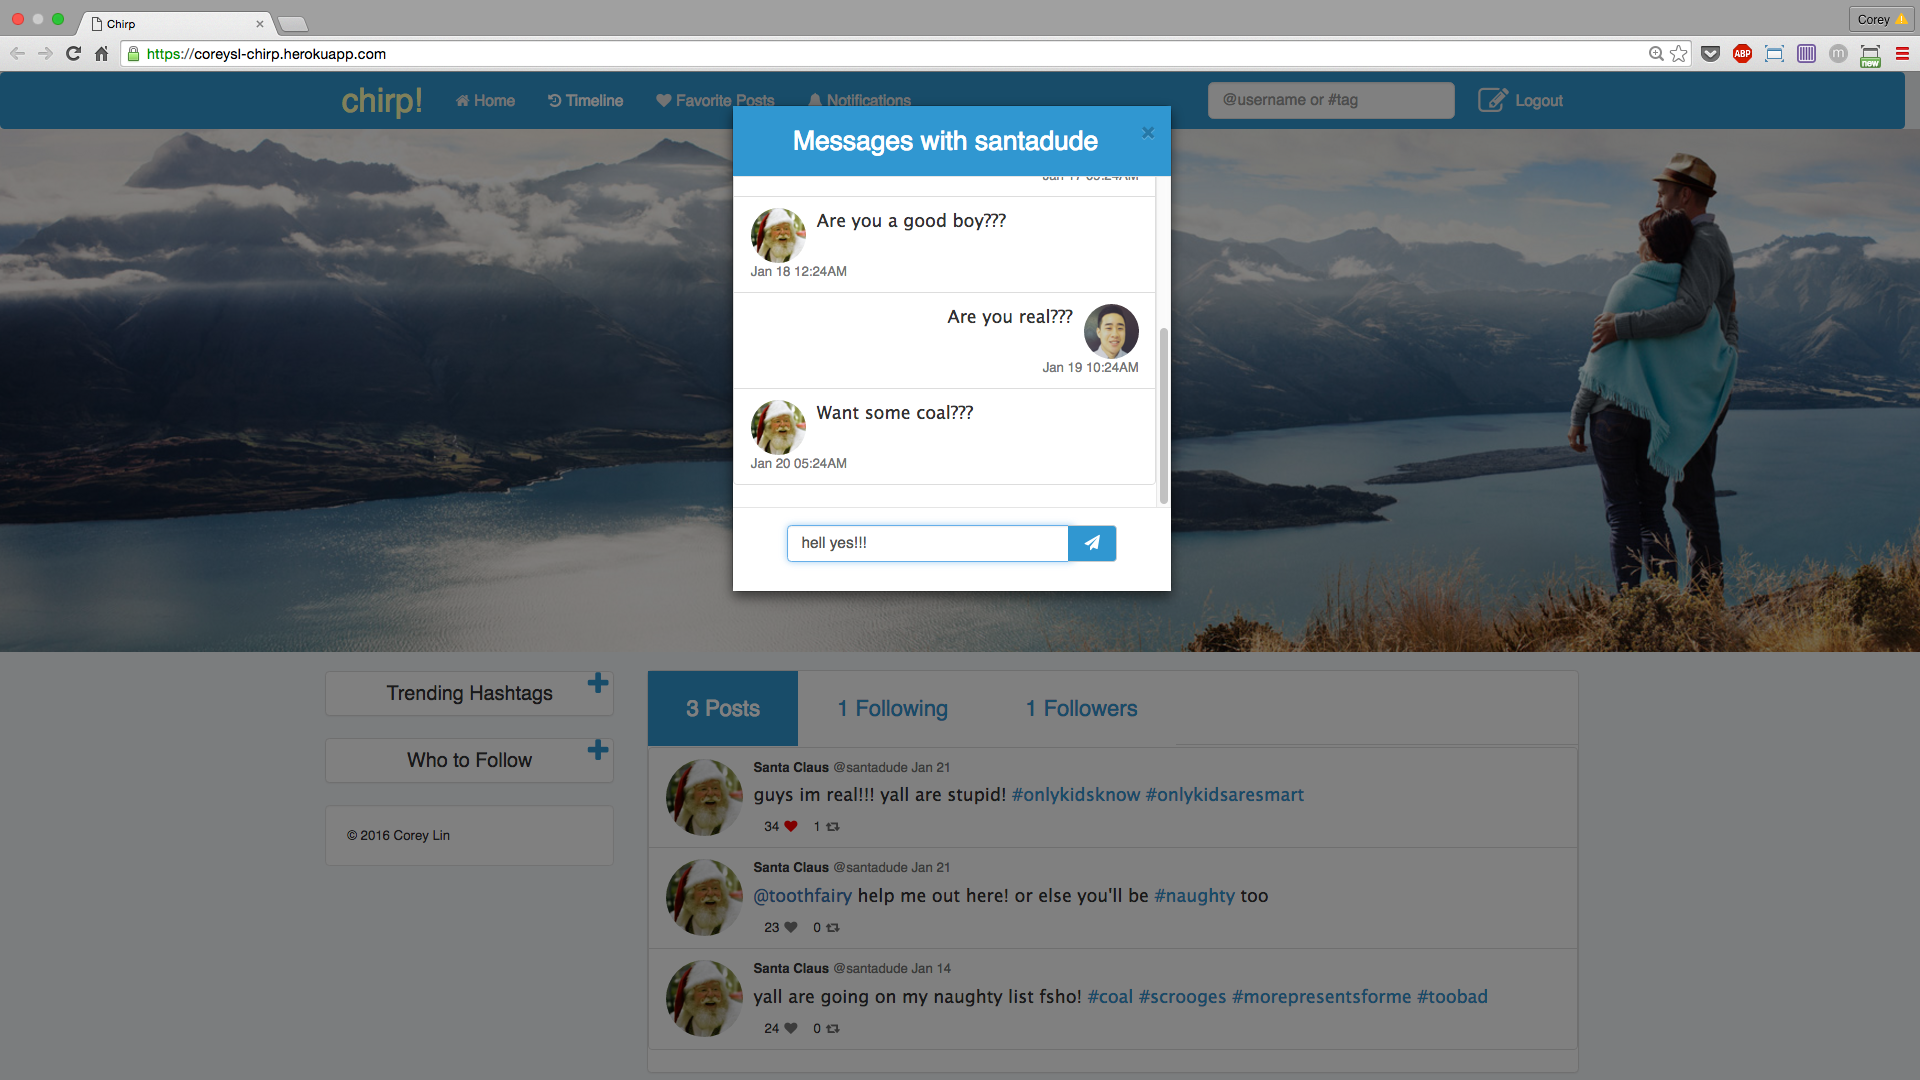 Chirp
Corey
https://coreysl-chirp.herokuapp.com
ABP
m
new
chirp!
Home
Timeline
Favorite Posts
Notifications
@username or #tag
Logout
Messages with santadude
×
Are you a good boy???
Jan 18 12:24AM
Are you real???
Jan 19 10:24AM
Want some coal???
Jan 20 05:24AM
hell yes!!!
Trending Hashtags
Who to Follow
© 2016 Corey Lin
3 Posts
1 Following
1 Followers
Santa Claus @santadude Jan 21
guys im real!!! yall are stupid! #onlykidsknow #onlykidsaresmart
34 1
Santa Claus @santadude Jan 21
@toothfairy help me out here! or else you'll be #naughty too
23 0
Santa Claus @santadude Jan 14
yall are going on my naughty list fsho! #coal #scrooges #morepresentsforme #toobad
24 0